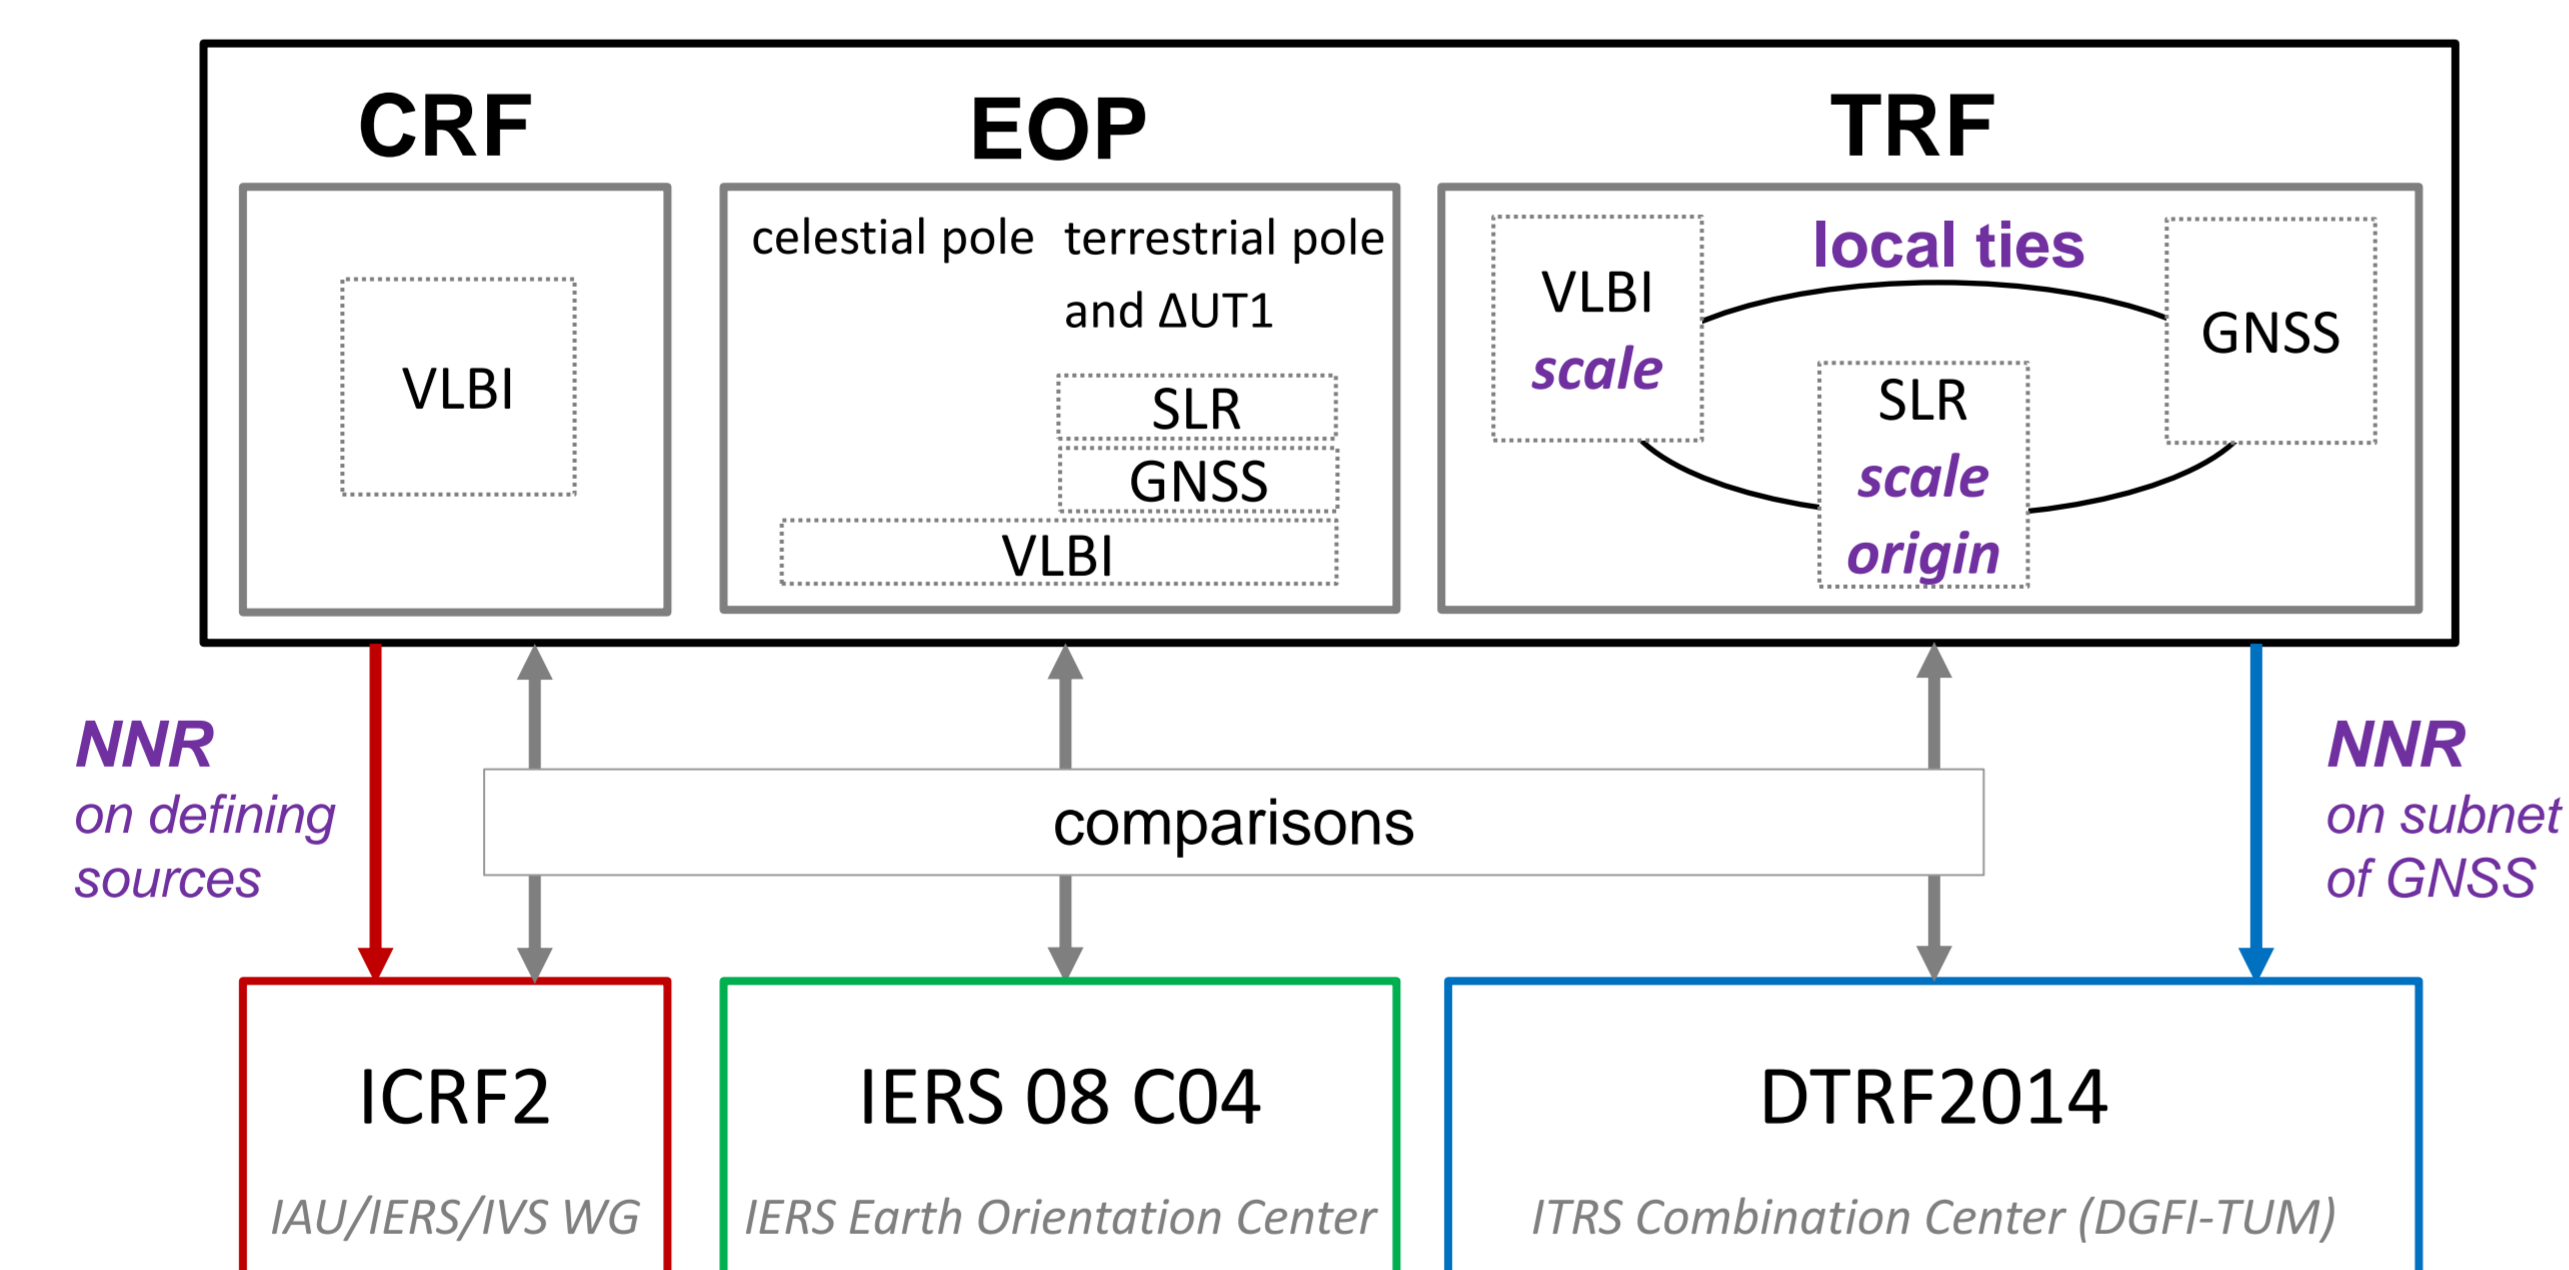 CRF
EOP
TRF
VLBI
celestial pole
terrestrial pole
and ΔUT1
SLR
GNSS
VLBI
local ties
VLBI
scale
GNSS
SLR
scale
origin
NNR
on defining
sources
comparisons
NNR
on subnet
of GNSS
ICRF2
IAU/IERS/IVS WG
IERS 08 C04
IERS Earth Orientation Center
DTRF2014
ITRS Combination Center (DGFI-TUM)